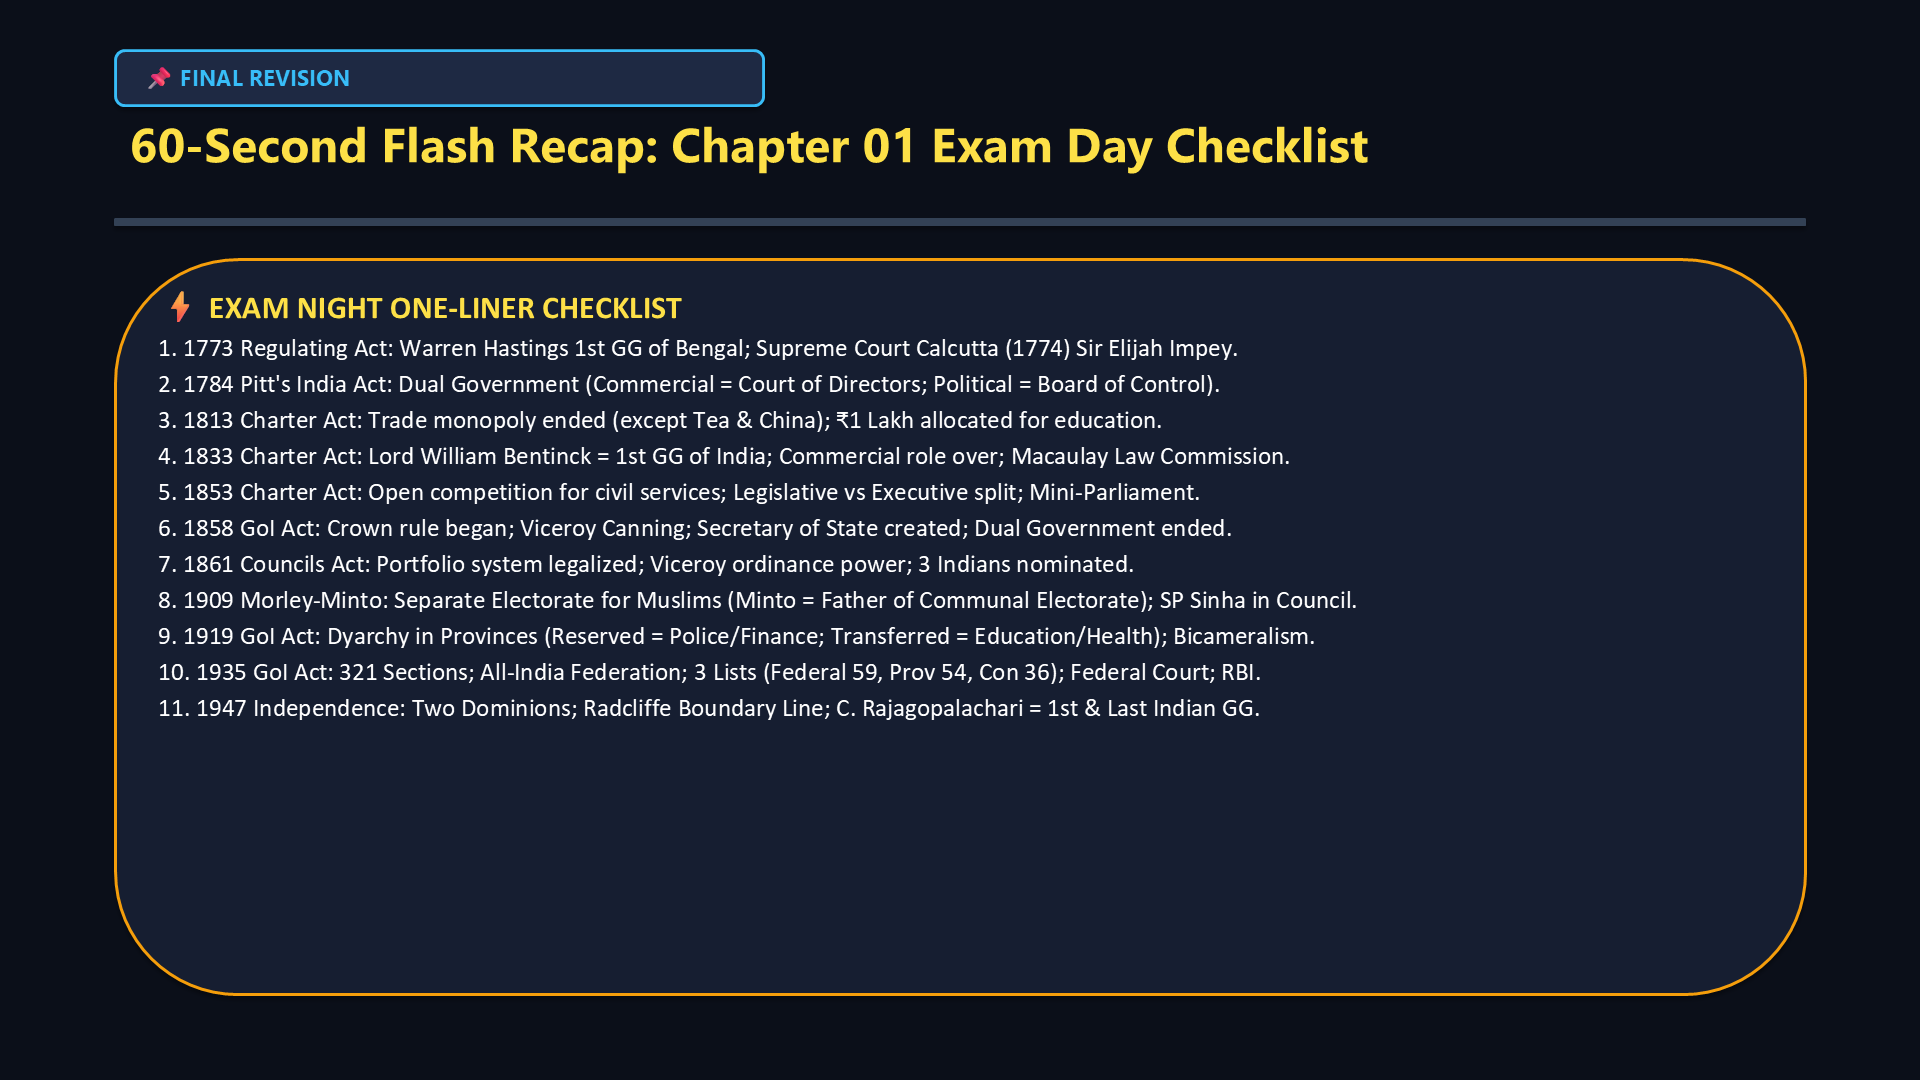 📌 FINAL REVISION
60-Second Flash Recap: Chapter 01 Exam Day Checklist
⚡ EXAM NIGHT ONE-LINER CHECKLIST
1. 1773 Regulating Act: Warren Hastings 1st GG of Bengal; Supreme Court Calcutta (1774) Sir Elijah Impey.
2. 1784 Pitt's India Act: Dual Government (Commercial = Court of Directors; Political = Board of Control).
3. 1813 Charter Act: Trade monopoly ended (except Tea & China); ₹1 Lakh allocated for education.
4. 1833 Charter Act: Lord William Bentinck = 1st GG of India; Commercial role over; Macaulay Law Commission.
5. 1853 Charter Act: Open competition for civil services; Legislative vs Executive split; Mini-Parliament.
6. 1858 GoI Act: Crown rule began; Viceroy Canning; Secretary of State created; Dual Government ended.
7. 1861 Councils Act: Portfolio system legalized; Viceroy ordinance power; 3 Indians nominated.
8. 1909 Morley-Minto: Separate Electorate for Muslims (Minto = Father of Communal Electorate); SP Sinha in Council.
9. 1919 GoI Act: Dyarchy in Provinces (Reserved = Police/Finance; Transferred = Education/Health); Bicameralism.
10. 1935 GoI Act: 321 Sections; All-India Federation; 3 Lists (Federal 59, Prov 54, Con 36); Federal Court; RBI.
11. 1947 Independence: Two Dominions; Radcliffe Boundary Line; C. Rajagopalachari = 1st & Last Indian GG.